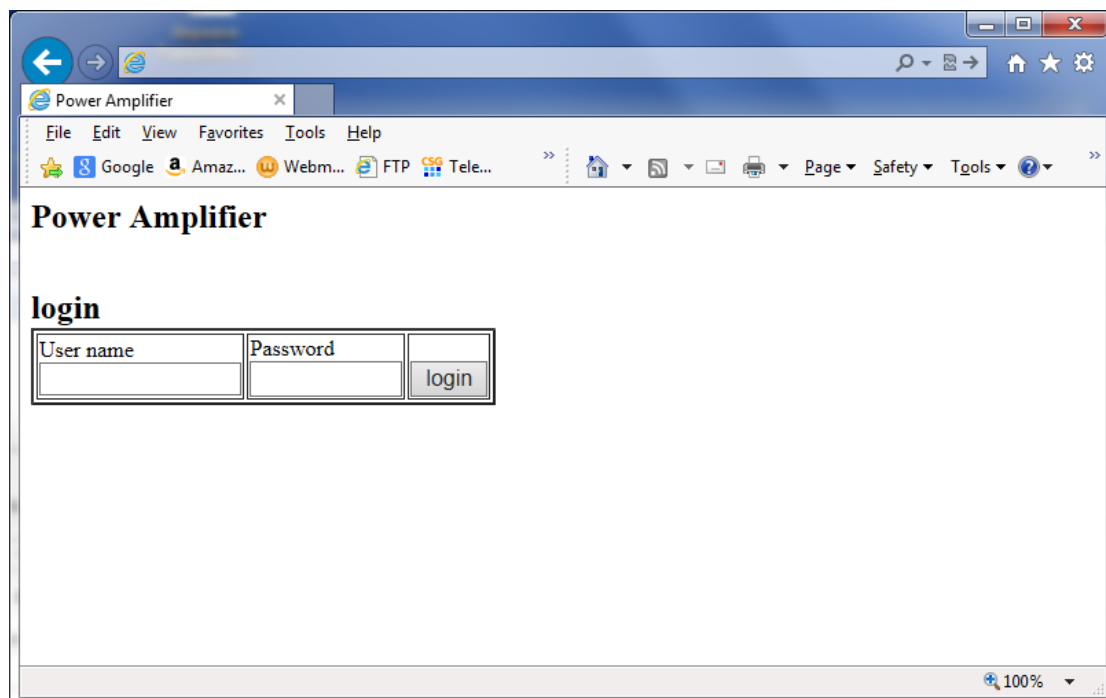 Power Amplifier
File Edit View Favorites Tools Help
Google Amaz... Webm... FTP CSG Tele... » Page Safety Tools »
Power Amplifier
login
User name Password
login
100%